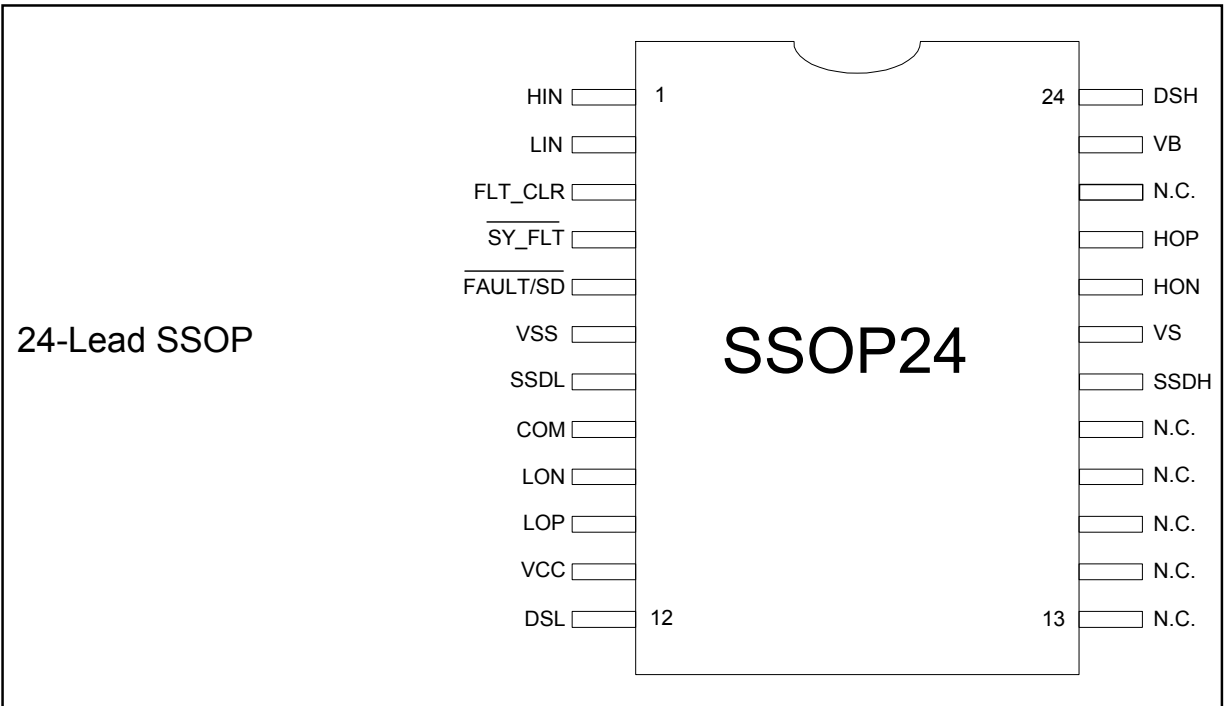 HIN 1 24 DSH
LIN VB
FLT_CLR N.C.
SY_FLT HOP
FAULT/SD HON
24-Lead SSOP VSS SSOP24 VS
SSDL SSDH
COM N.C.
LON N.C.
LOP N.C.
VCC N.C.
DSL 12 13 N.C.